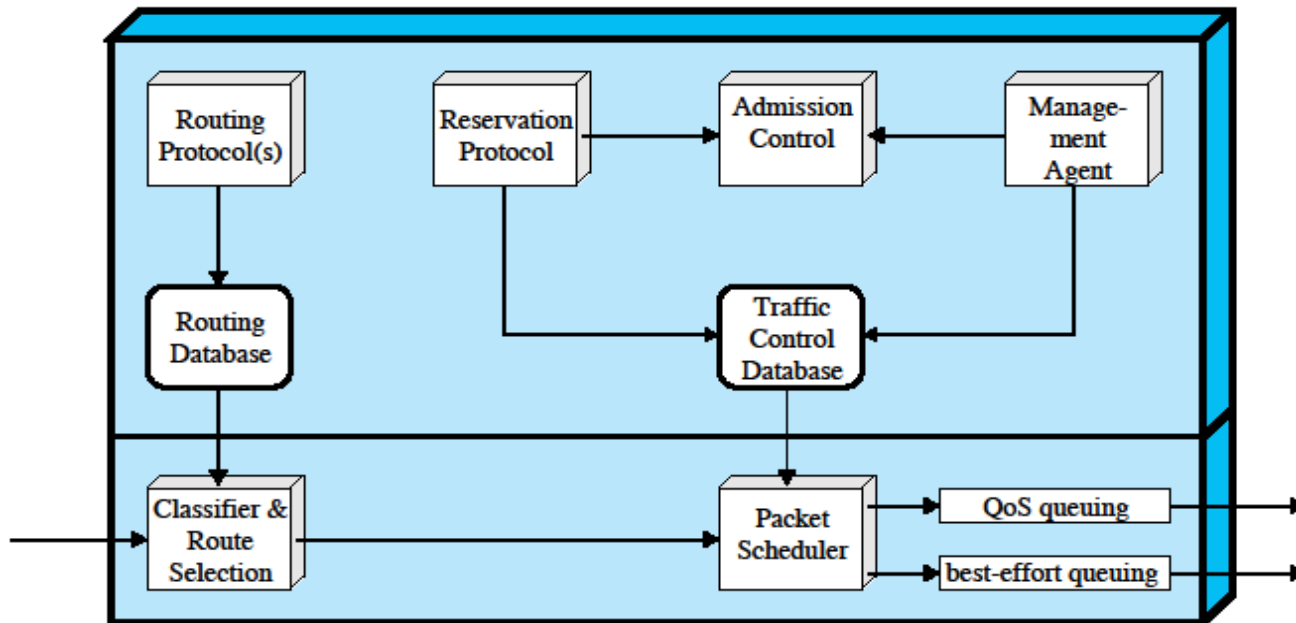 Routing
Protocol(s)
Reservation
Protocol
Admission
Control
Manage-
ment
Agent
Routing
Database
Traffic
Control
Database
Classifier &
Route
Selection
Packet
Scheduler
QoS queuing
best-effort queuing